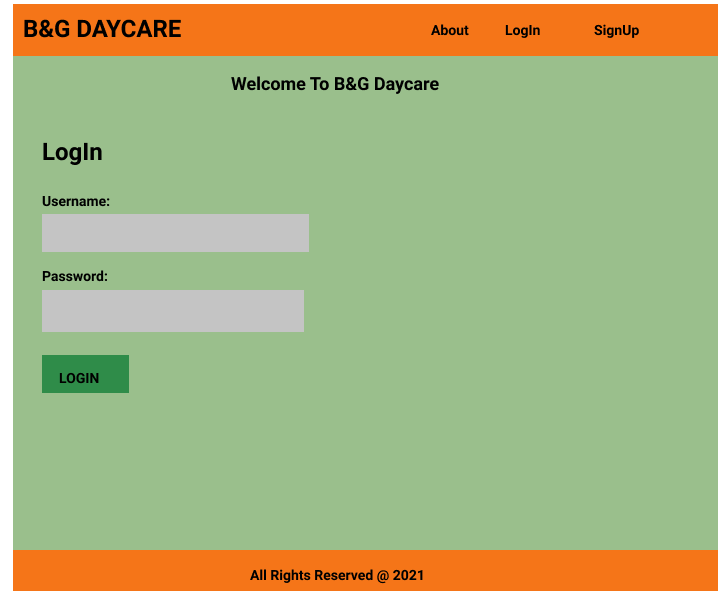 B&G DAYCARE About LogIn SignUp
Welcome To B&G Daycare
LogIn
Username:
Password:
LOGIN
All Rights Reserved @ 2021